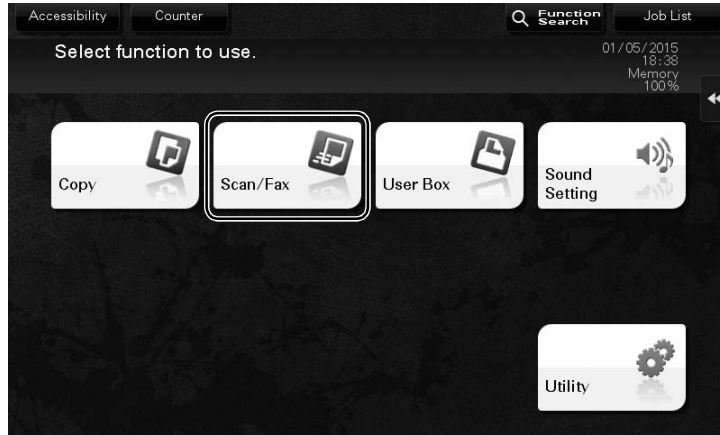 Accessibility
Counter
Function
Search
Job List
Select function to use.
01/05/2015
18:38
Memory
100%
Copy
Scan/Fax
User Box
Sound
Setting
Utility